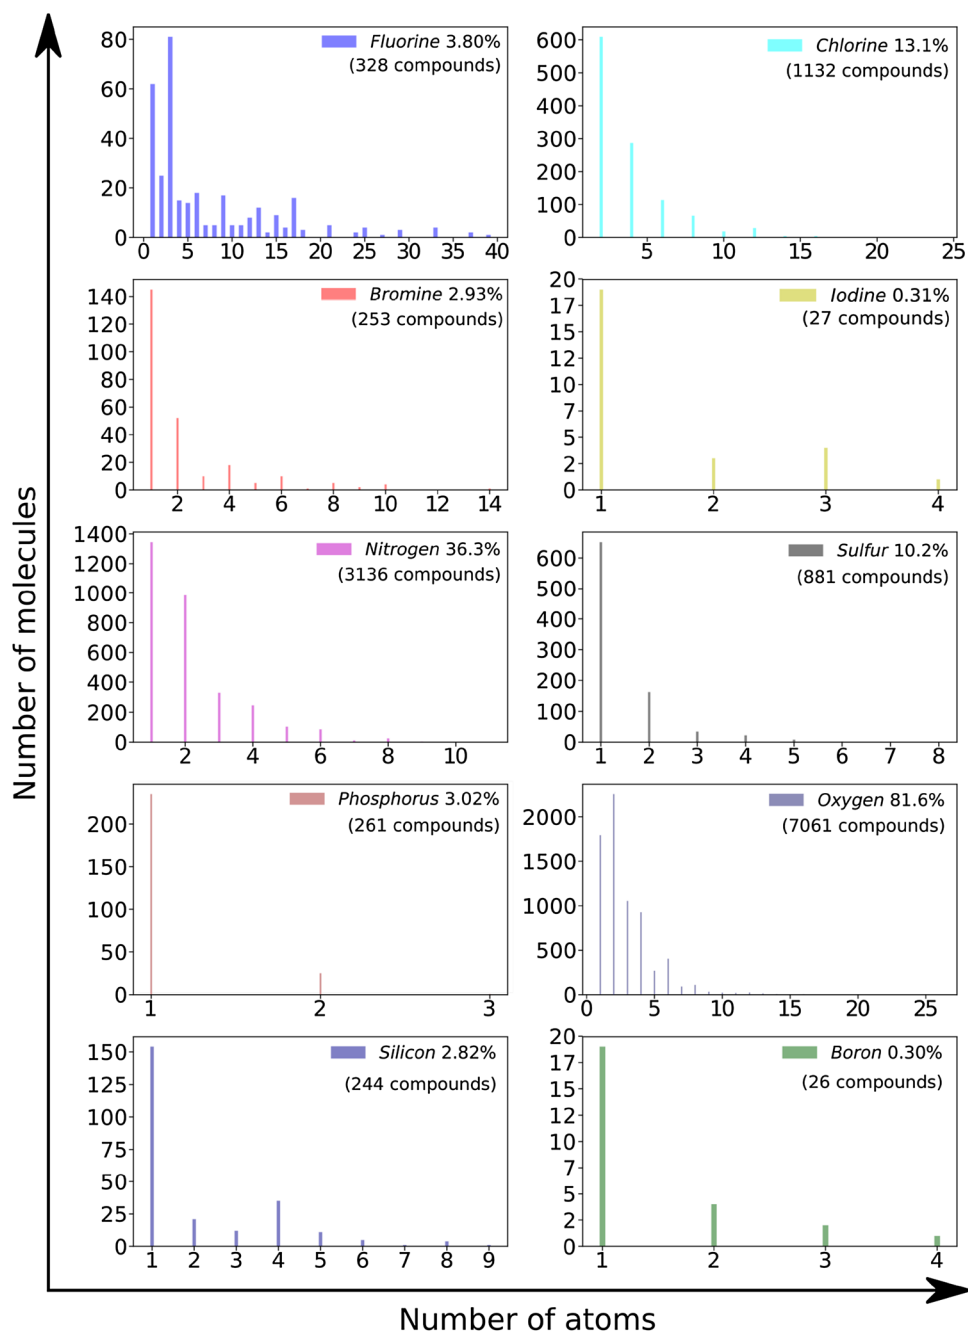 Number of molecules
80
60
40
20
0
0 5 10 15 20 25 30 35 40
Fluorine 3.80%
(328 compounds)
600
500
400
300
200
100
0
5 10 15 20 25
Chlorine 13.1%
(1132 compounds)
140
120
100
80
60
40
20
0
2 4 6 8 10 12 14
Bromine 2.93%
(253 compounds)
20
17
15
12
10
7
5
2
0
1 2 3 4
Iodine 0.31%
(27 compounds)
1400
1200
1000
800
600
400
200
0
2 4 6 8 10
Nitrogen 36.3%
(3136 compounds)
600
500
400
300
200
100
0
1 2 3 4 5 6 7 8
Sulfur 10.2%
(881 compounds)
200
150
100
50
0
1 2 3
Phosphorus 3.02%
(261 compounds)
2000
1500
1000
500
0
0 5 10 15 20 25
Oxygen 81.6%
(7061 compounds)
150
125
100
75
50
25
0
1 2 3 4 5 6 7 8 9
Silicon 2.82%
(244 compounds)
20
17
15
12
10
7
5
2
0
1 2 3 4
Boron 0.30%
(26 compounds)
Number of atoms